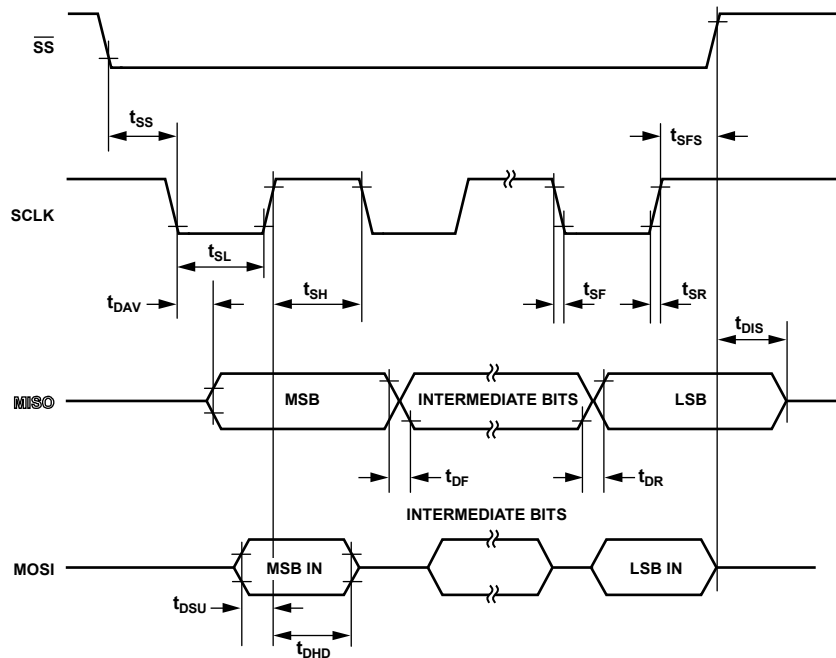 SS
tSS
tSFS
SCLK
tSL
tSH
tSF
tSR
tDAV
tDIS
MISO
MSB
INTERMEDIATE BITS
LSB
tDF
tDR
INTERMEDIATE BITS
MOSI
MSB IN
LSB IN
tDSU
tDHD